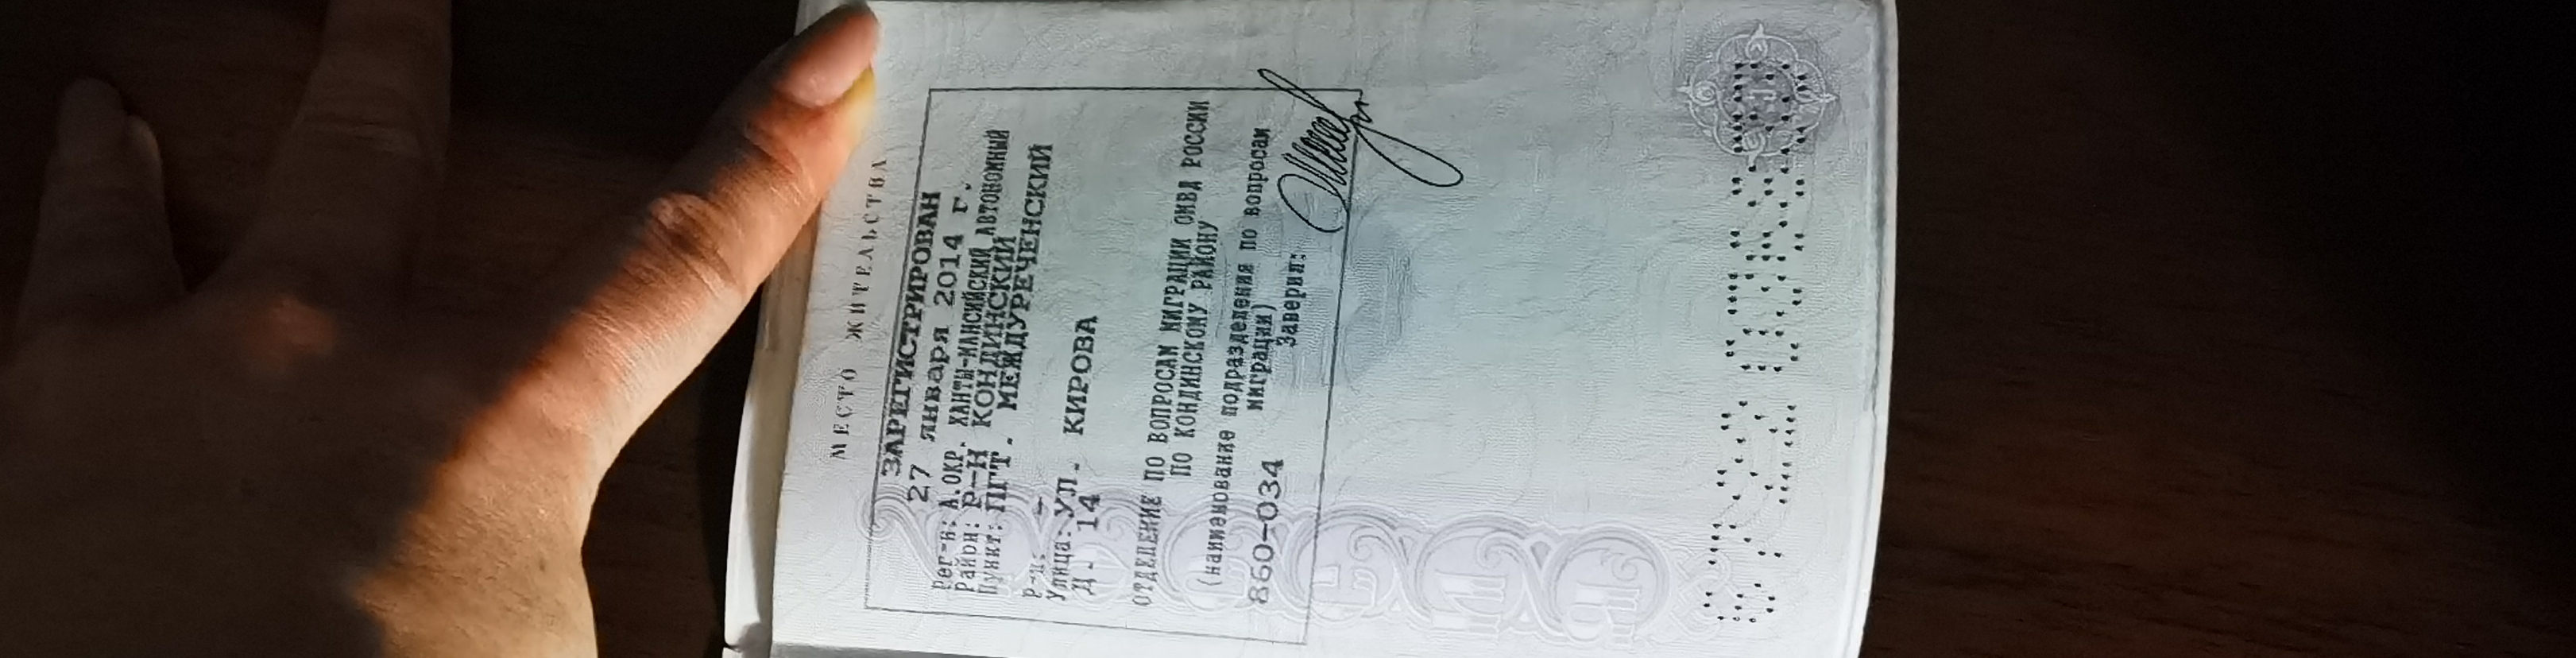 МЕСТО ЖИТЕЛЬСТВА
ЗАРЕГИСТРИРОВАН
27 января 2014 г.
Рег-н: А.ОКР. ХАНТЫ-МАНСИЙСКИЙ АВТОНОМНЫЙ
Район: Р-Н КОНДИНСКИЙ
Пункт: ПГТ. МЕЖДУРЕЧЕНСКИЙ
Р-н: -
Улица: УЛ. КИРОВА
Д. 14
ОТДЕЛЕНИЕ ПО ВОПРОСАМ МИГРАЦИИ ОМВД РОССИИ
ПО КОНДИНСКОМУ РАЙОНУ
(наименование подразделения по вопросам
миграции)
860-034 Заверил: